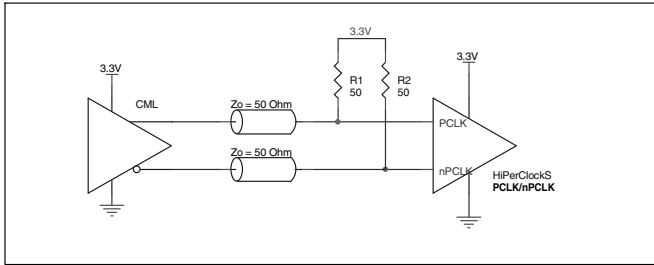 3.3V
3.3V
3.3V
R1
50
R2
50
CML
Zo = 50 Ohm
PCLK
Zo = 50 Ohm
nPCLK
HiPerClockS
PCLK/nPCLK